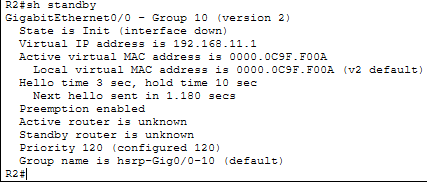 R2#sh standby
GigabitEthernet0/0 - Group 10 (version 2)
State is Init (interface down)
Virtual IP address is 192.168.11.1
Active virtual MAC address is 0000.0C9F.F00A
Local virtual MAC address is 0000.0C9F.F00A (v2 default)
Hello time 3 sec, hold time 10 sec
Next hello sent in 1.180 secs
Preemption enabled
Active router is unknown
Standby router is unknown
Priority 120 (configured 120)
Group name is hsrp-Gig0/0-10 (default)
R2#